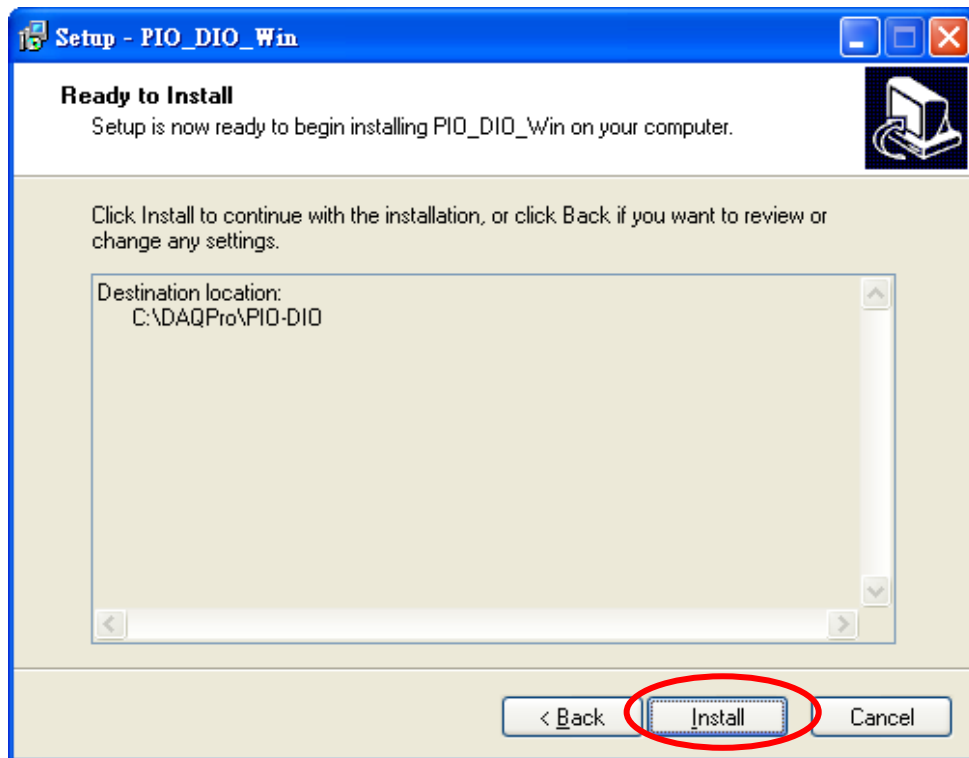 Setup - PIO_DIO_Win
Ready to Install
Setup is now ready to begin installing PIO_DIO_Win on your computer.
Click Install to continue with the installation, or click Back if you want to review or
change any settings.
Destination location:
C:\DAQPro\PIO-DIO
< Back
Install
Cancel